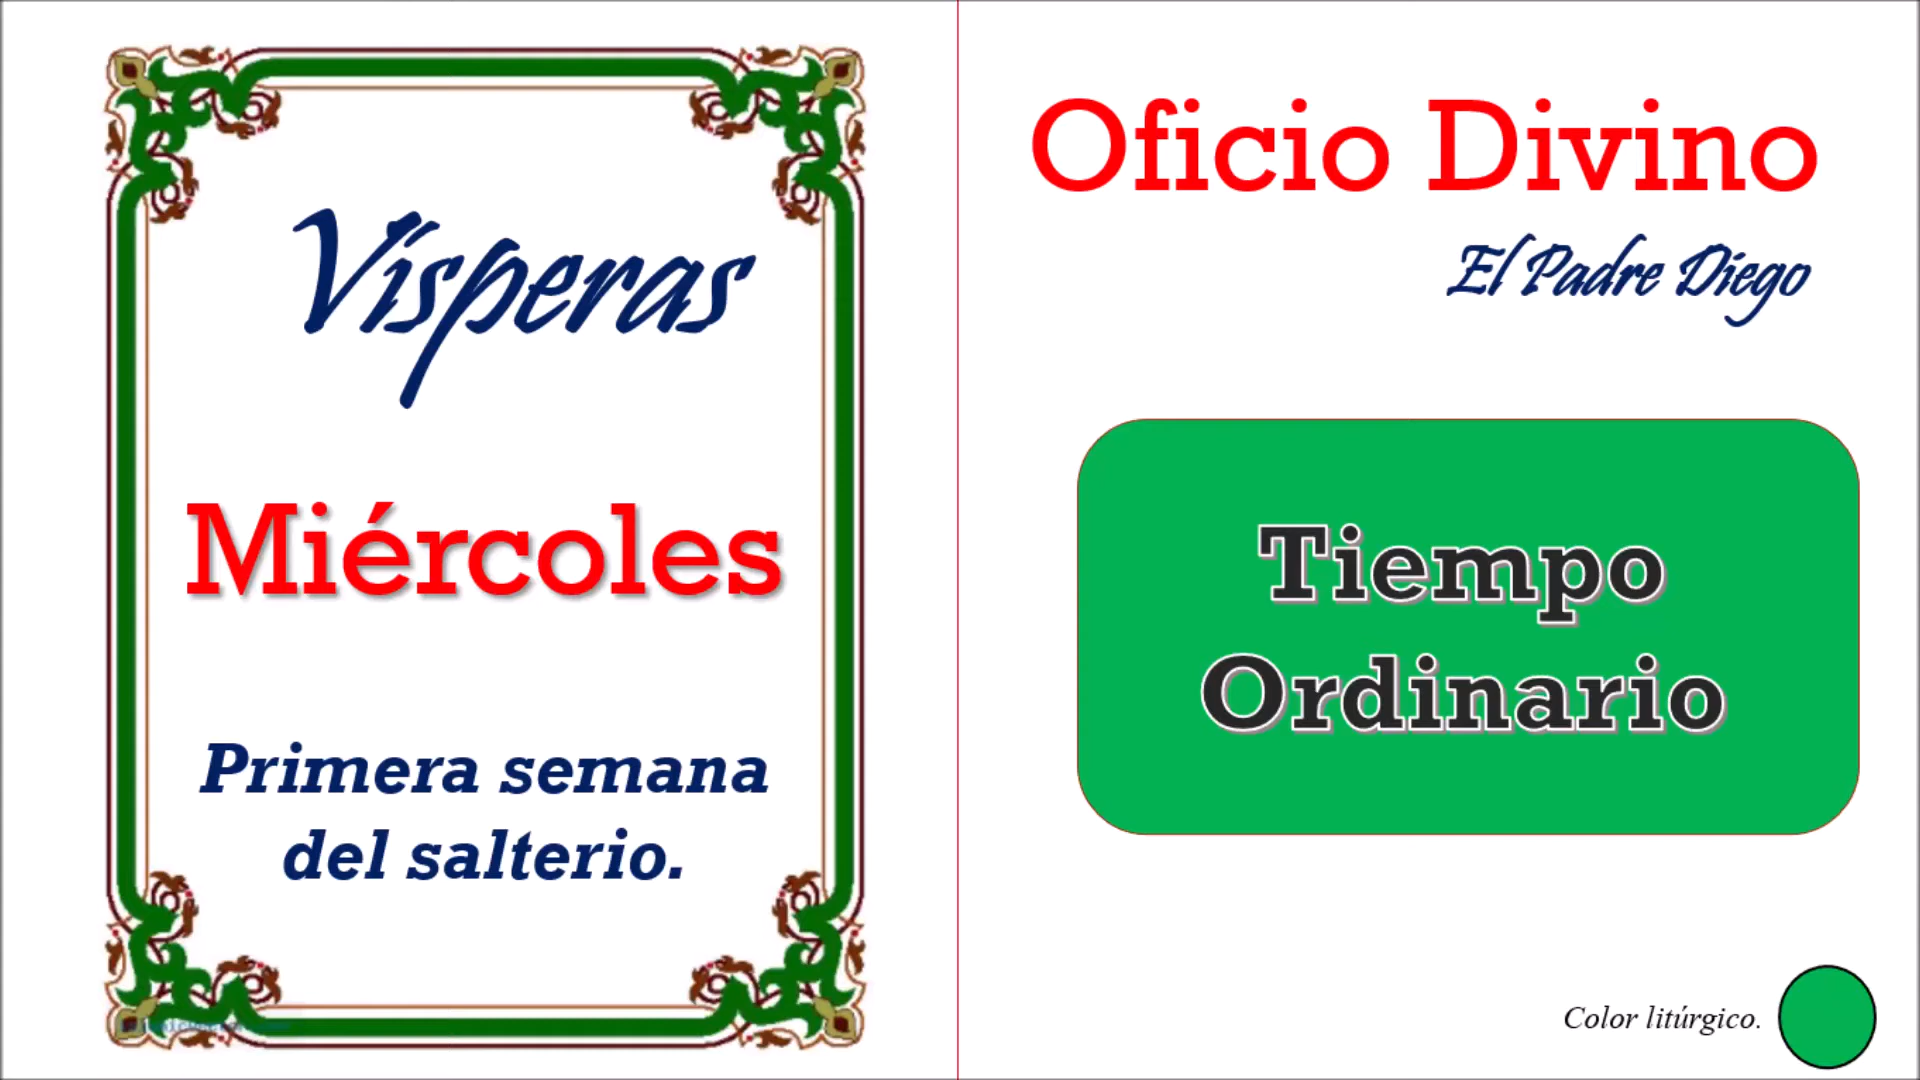 Vísperas
Miércoles
Primera semana
del salterio.
Oficio Divino
El Padre Diego
Tiempo
Ordinario
Color litúrgico.